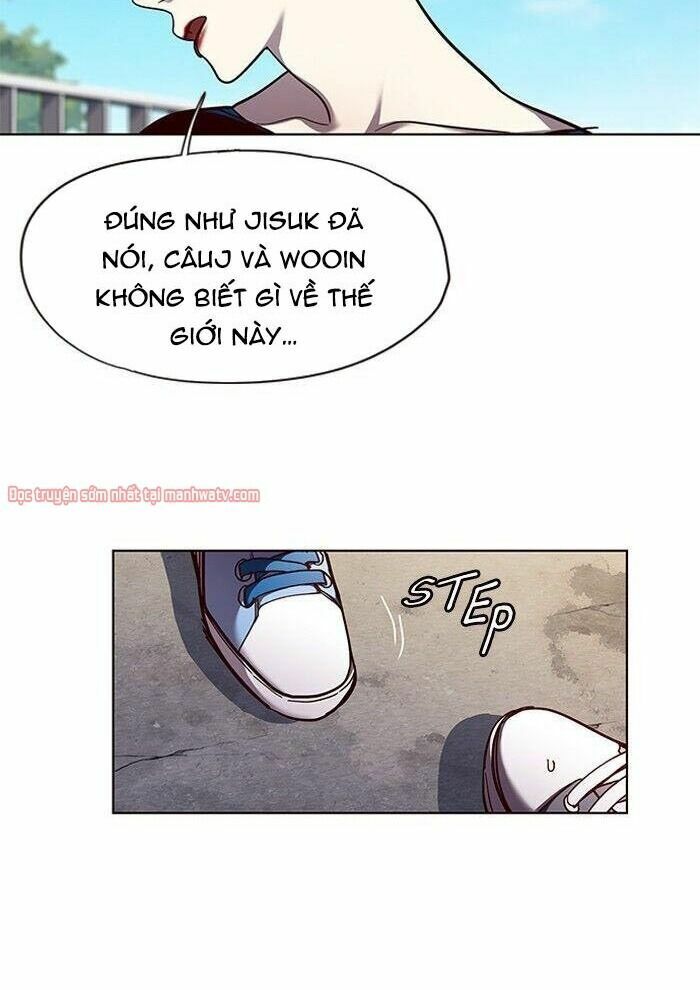 ĐÚNG NHƯ JISUK ĐÃ
NÓI, CÂUJ VÀ WOOIN
KHÔNG BIẾT GÌ VỀ THẾ
GIỚI NÀY...
Đọc truyện sớm nhất tại manhwatv.com
STEP